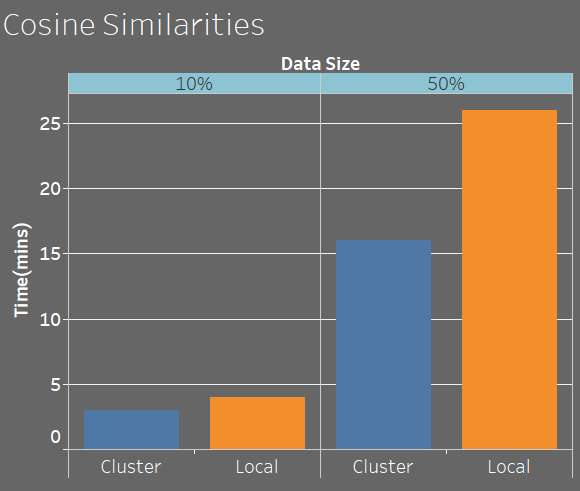 Cosine Similarities
Data Size
10% 50%
25
20
15
10
5
0
Time(mins)
Cluster Local Cluster Local